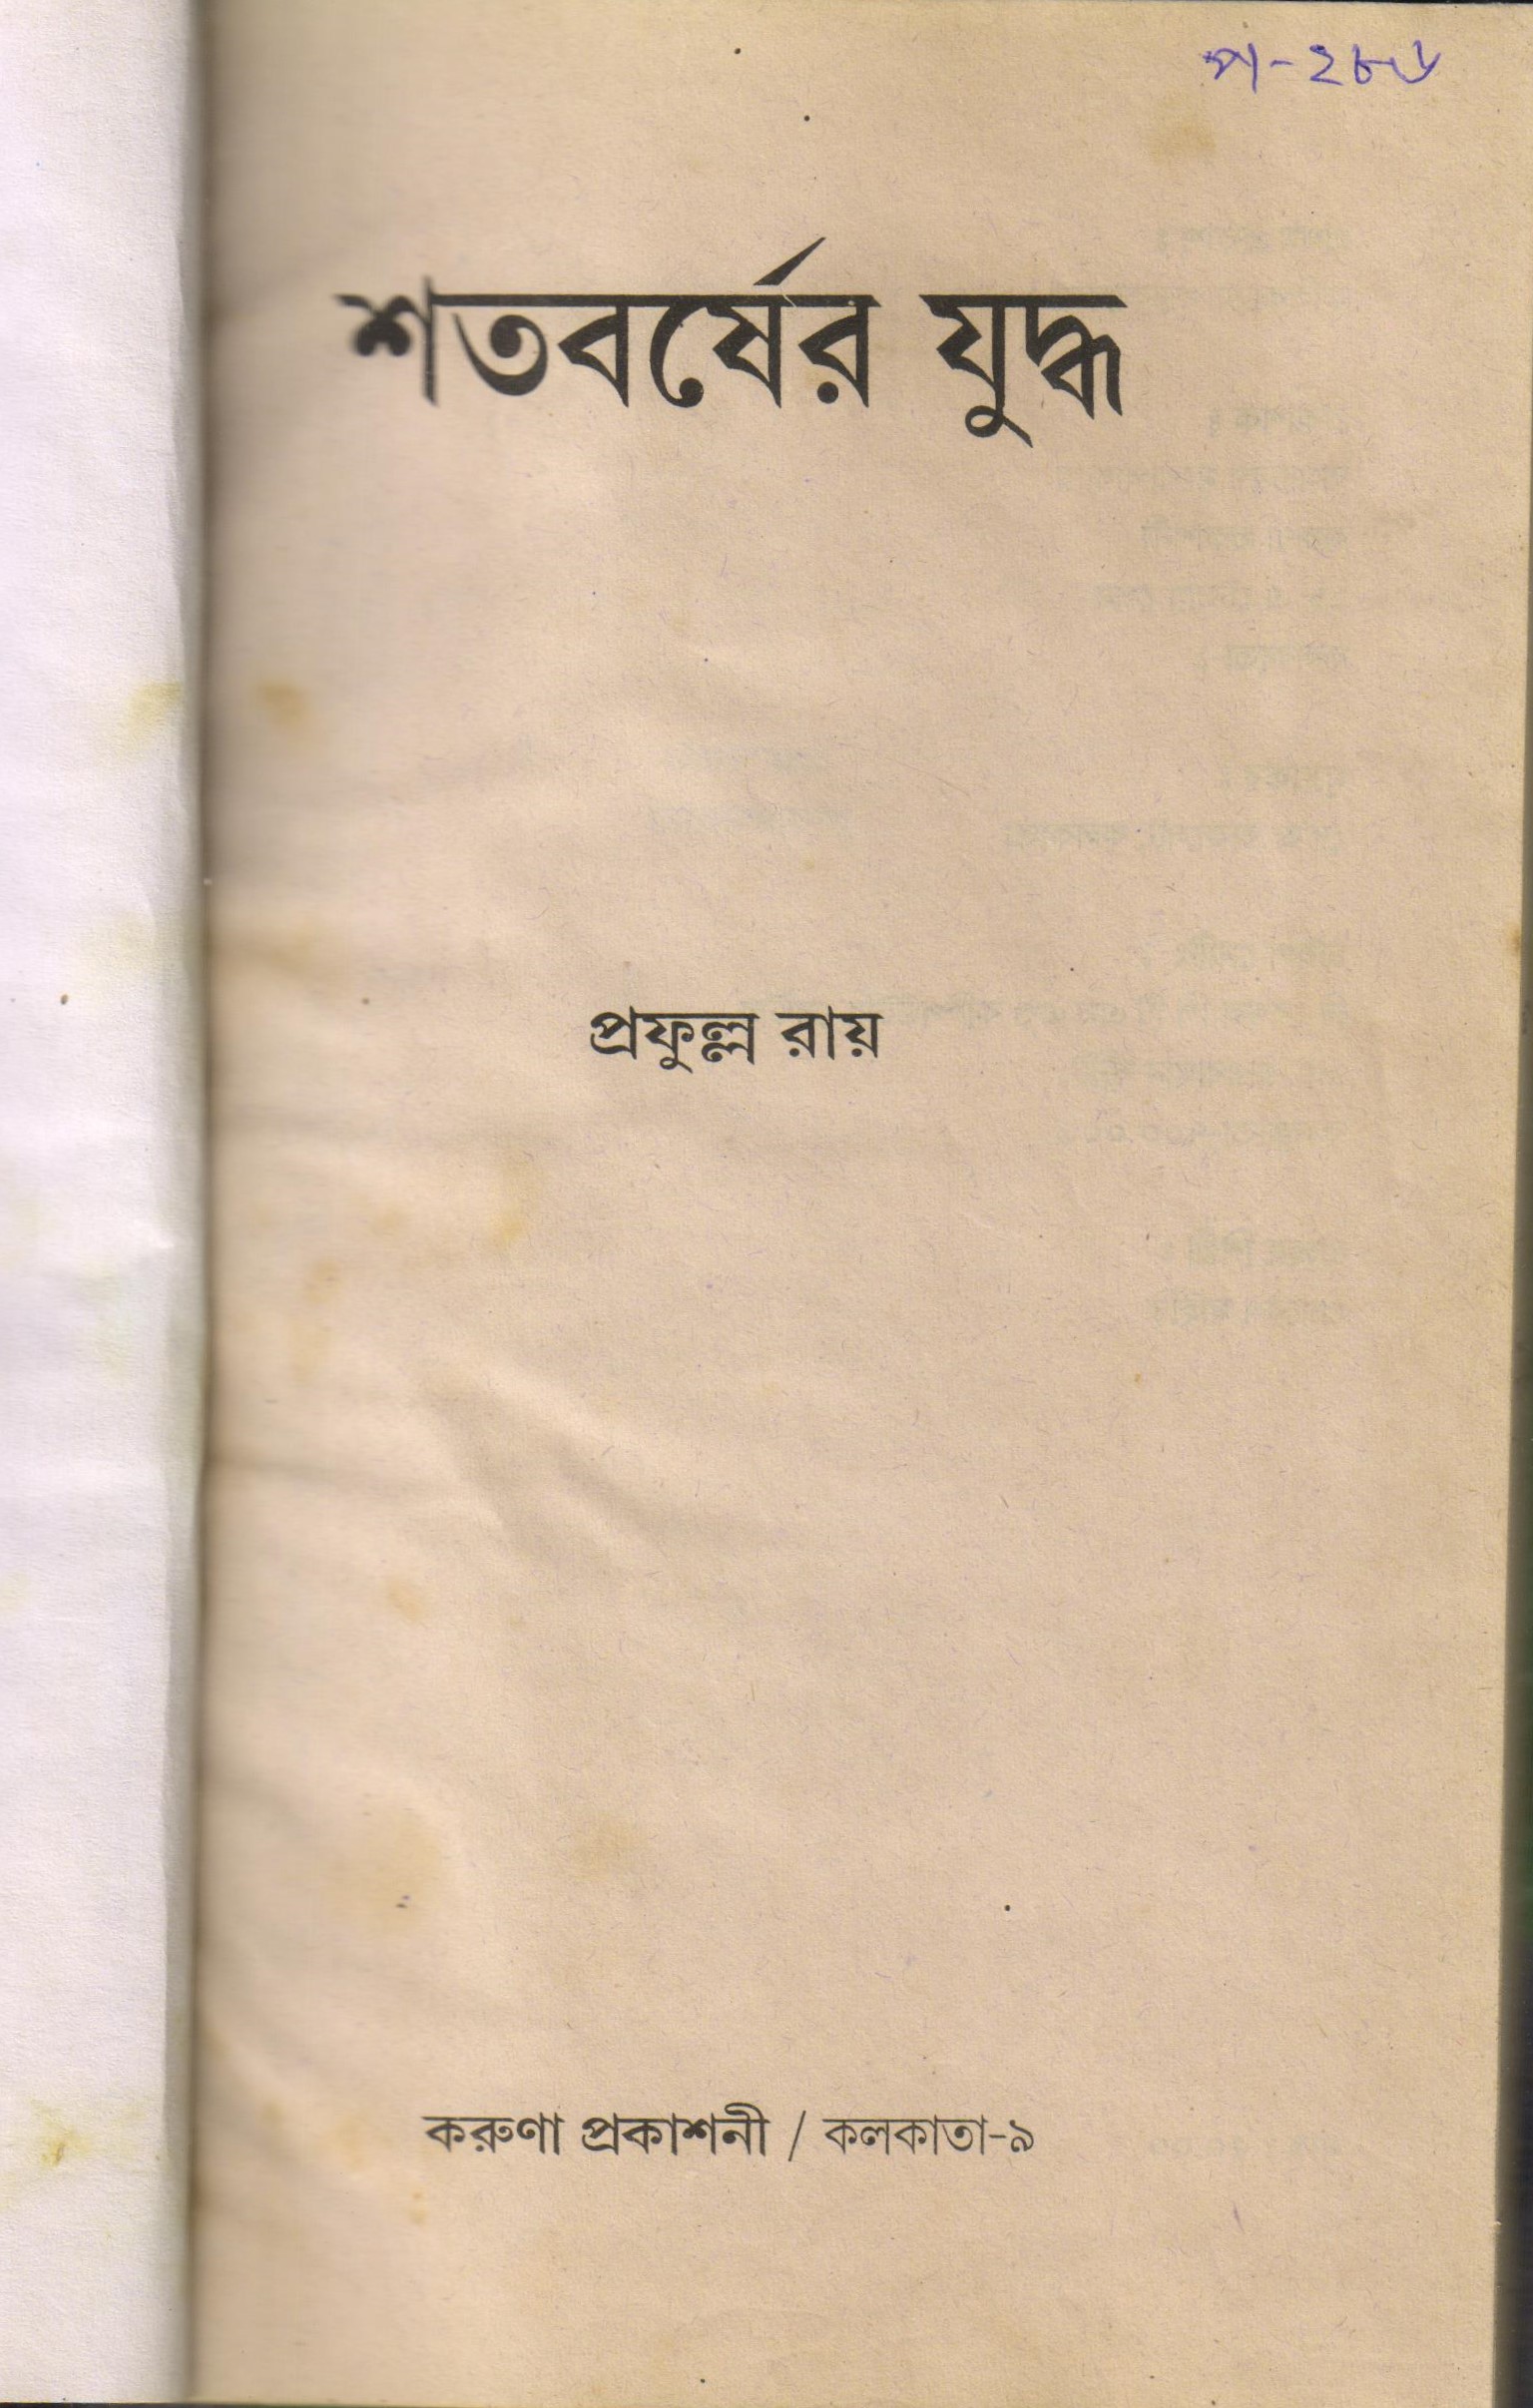 প-২৮৬
শতবর্ষের যুদ্ধ
প্রফুল্ল রায়
করুণা প্রকাশনী / কলকাতা-৯